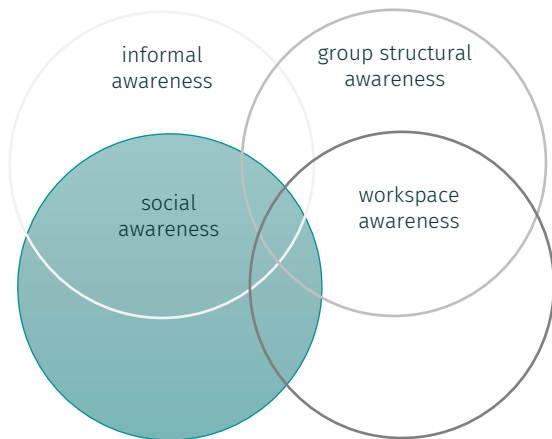 informal
awareness
group structural
awareness
social
awareness
workspace
awareness